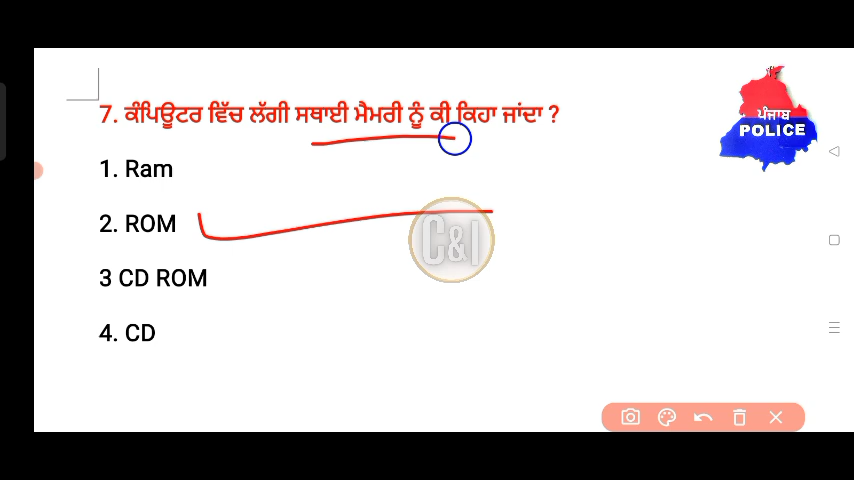 7. ਕੰਪਿਊਟਰ ਵਿੱਚ ਲੱਗੀ ਸਥਾਈ ਮੈਮਰੀ ਨੂੰ ਕੀ ਕਿਹਾ ਜਾਂਦਾ ?
ਪੰਜਾਬ
POLICE
1. Ram
2. ROM
C&I
3 CD ROM
4. CD